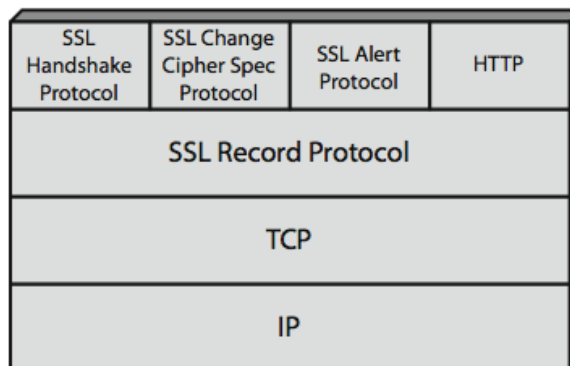 SSL
Handshake
Protocol
SSL Change
Cipher Spec
Protocol
SSL Alert
Protocol
HTTP
SSL Record Protocol
TCP
IP